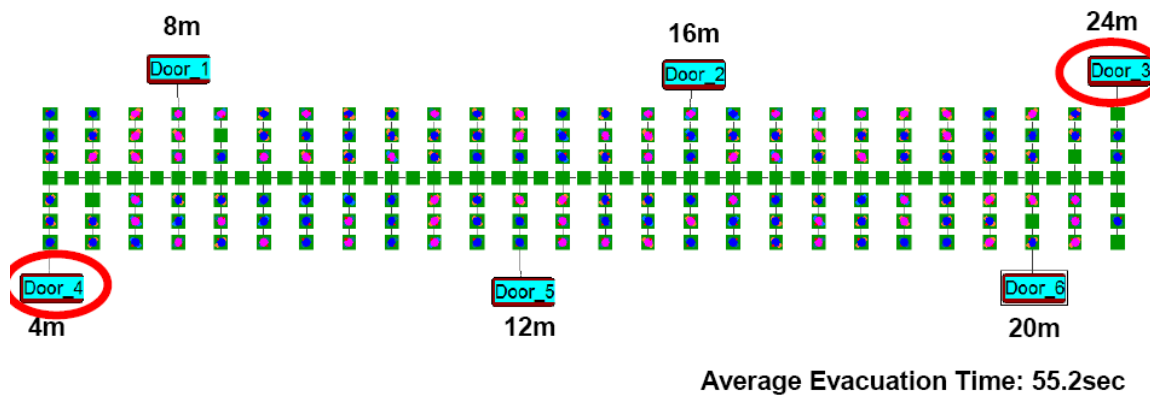 8m
16m
24m
Door_1
Door_2
Door_3
Door_4
Door_5
Door_6
4m
12m
20m
Average Evacuation Time: 55.2sec